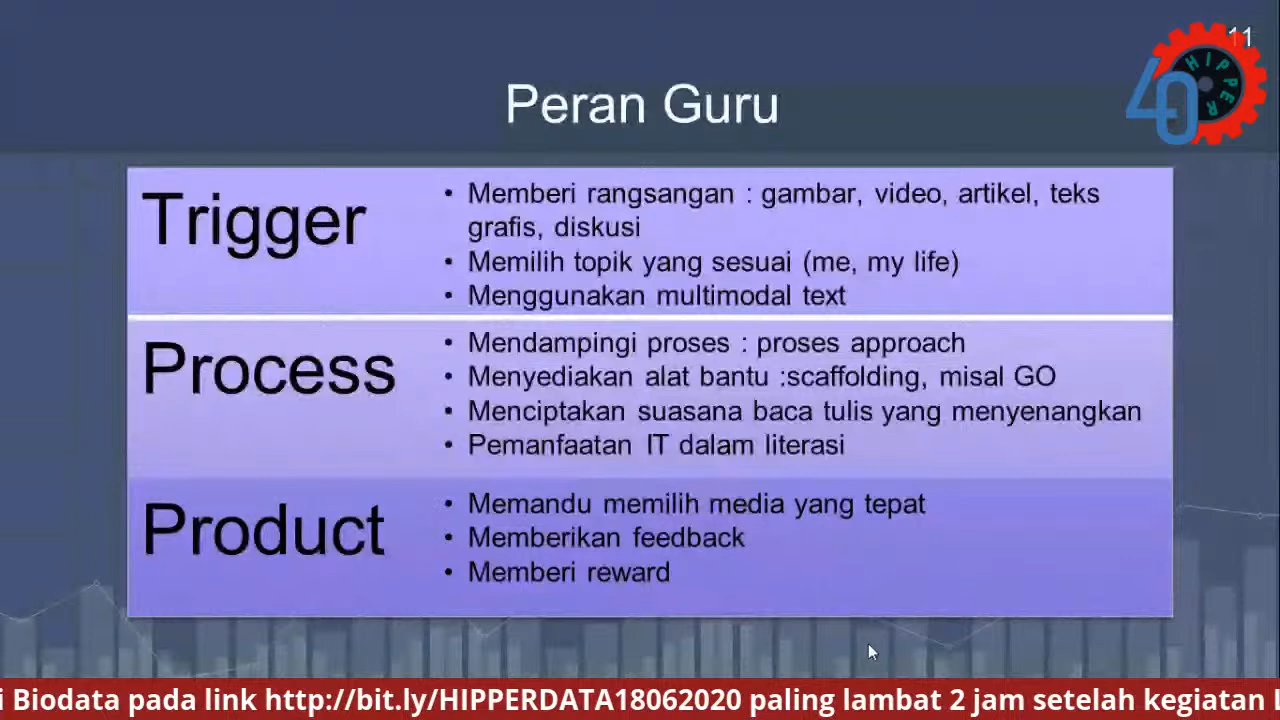 11
40
HIPPER
Peran Guru
Trigger
• Memberi rangsangan : gambar, video, artikel, teks
grafis, diskusi
• Memilih topik yang sesuai (me, my life)
• Menggunakan multimodal text
Process
• Mendampingi proses : proses approach
• Menyediakan alat bantu :scaffolding, misal GO
• Menciptakan suasana baca tulis yang menyenangkan
• Pemanfaatan IT dalam literasi
Product
• Memandu memilih media yang tepat
• Memberikan feedback
• Memberi reward
i Biodata pada link http://bit.ly/HIPPERDATA18062020 paling lambat 2 jam setelah kegiatan